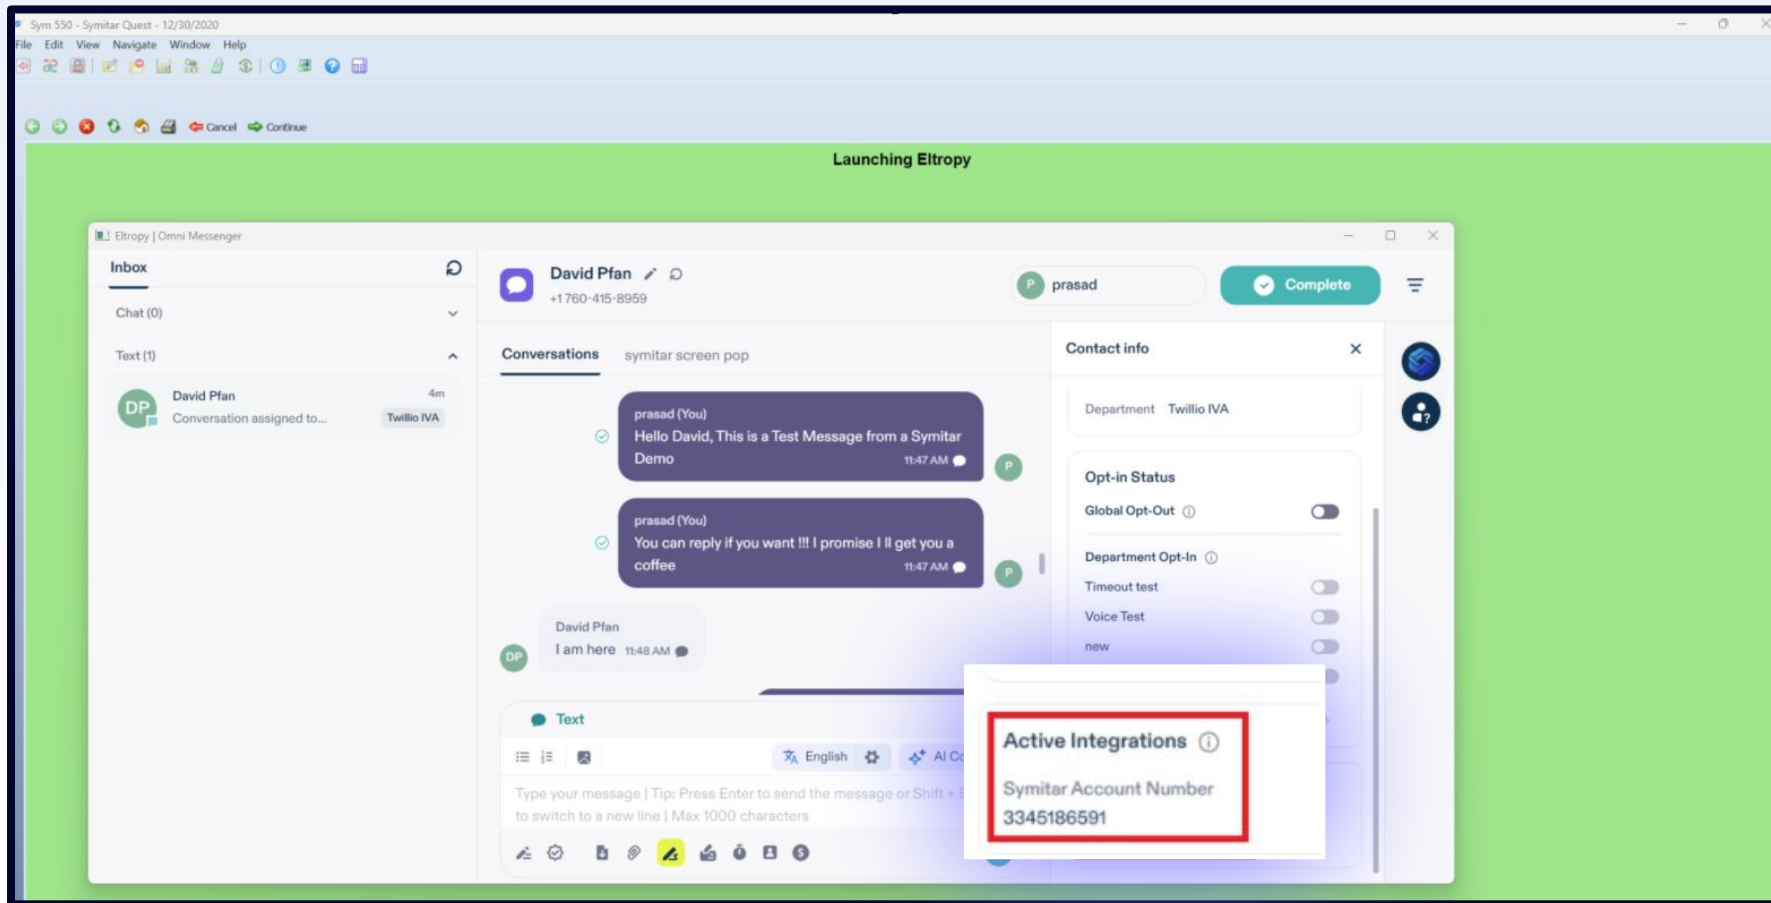 Sym 550 - Symitar Quest - 12/30/2020
File Edit View Navigate Window Help
Cancel Continue
Launching Eltropy
Eltropy | Omni Messenger
Inbox
Chat (0)
Text (1)
DP
David Pfan
4m
Conversation assigned to...
Twillio IVA
David Pfan
+1 760-415-8959
P
prasad
Complete
Conversations
symitar screen pop
prasad (You)
Hello David, This is a Test Message from a Symitar
Demo
11:47 AM
P
prasad (You)
You can reply if you want !!! I promise I ll get you a
coffee
11:47 AM
P
David Pfan
DP
I am here 11:48 AM
Text
English
AI Co
Type your message | Tip: Press Enter to send the message or Shift + E
to switch to a new line | Max 1000 characters
Contact info
Department Twillio IVA
Opt-in Status
Global Opt-Out
Department Opt-In
Timeout test
Voice Test
new
Active Integrations
Symitar Account Number
3345186591